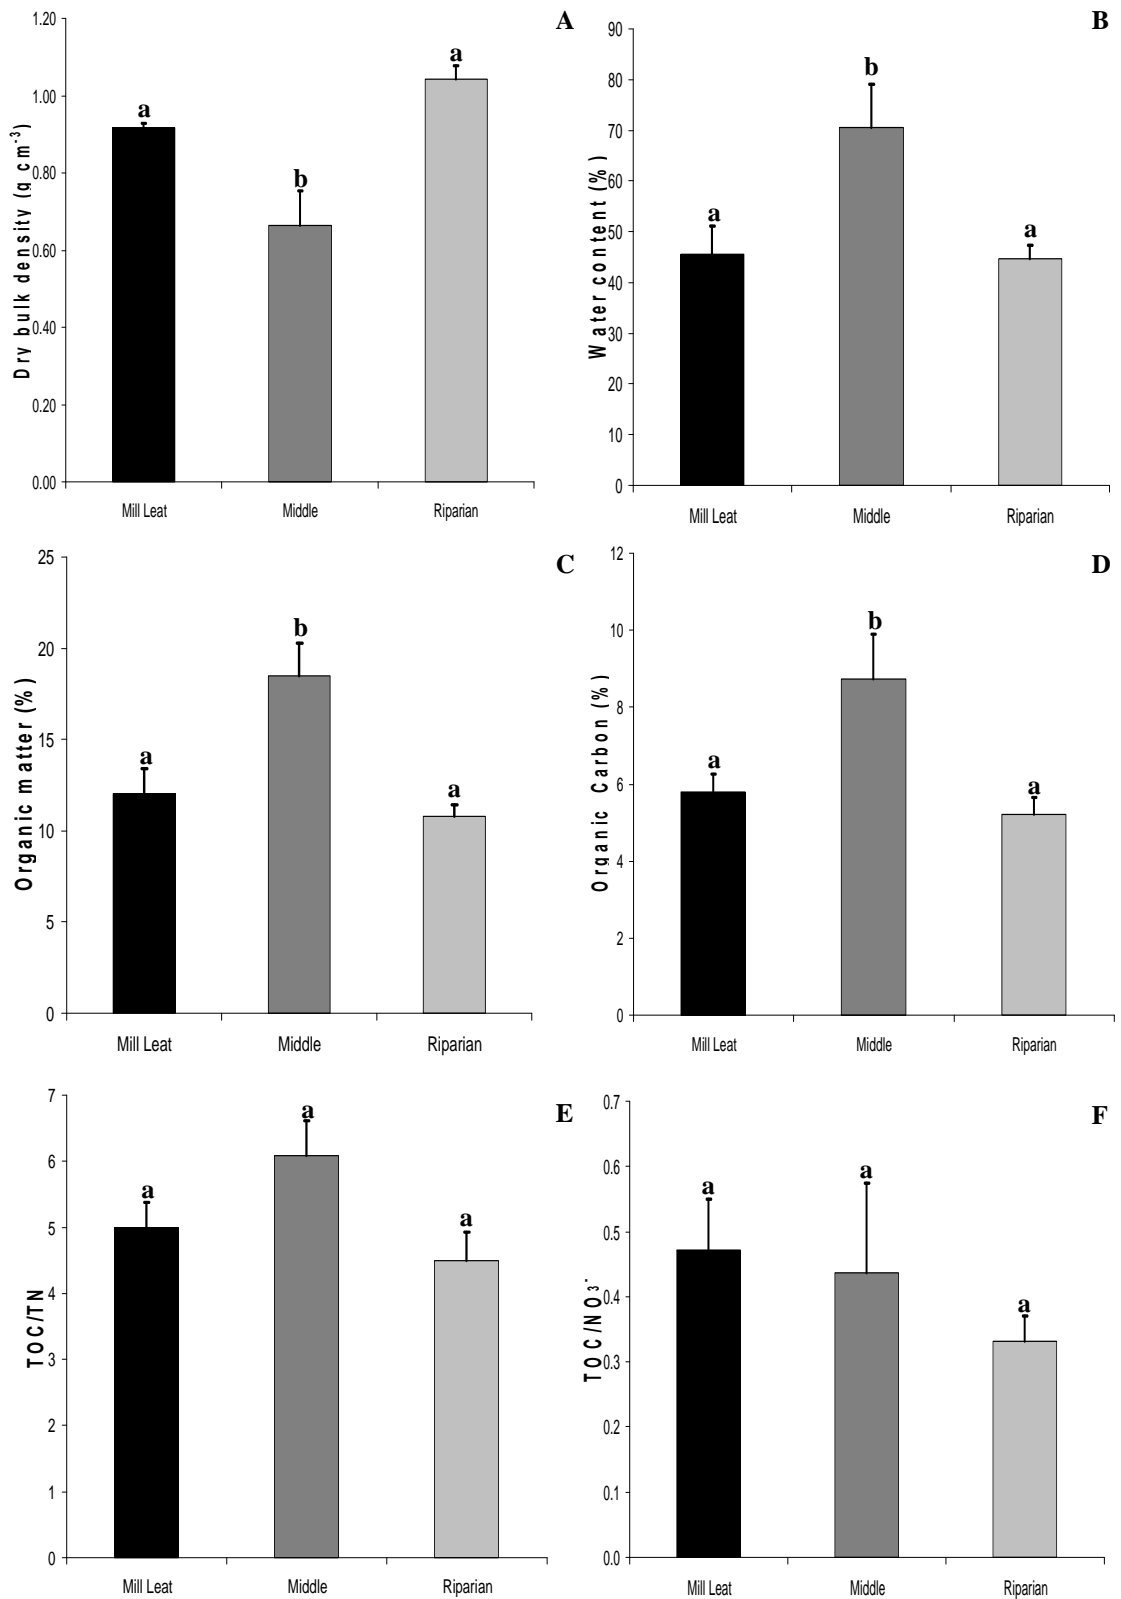 A
1.20
1.00
0.80
0.60
0.40
0.20
0.00
Dry bulk density (g cm-3)
a
b
a
Mill Leat Middle Riparian
B
90
80
70
60
50
40
30
20
10
0
Water content (%)
a
b
a
Mill Leat Middle Riparian
C
25
20
15
10
5
0
Organic matter (%)
a
b
a
Mill Leat Middle Riparian
D
12
10
8
6
4
2
0
Organic Carbon (%)
a
b
a
Mill Leat Middle Riparian
E
7
6
5
4
3
2
1
0
TOC/TN
a
a
a
Mill Leat Middle Riparian
F
0.7
0.6
0.5
0.4
0.3
0.2
0.1
0.0
TOC/NO3-
a
a
a
Mill Leat Middle Riparian